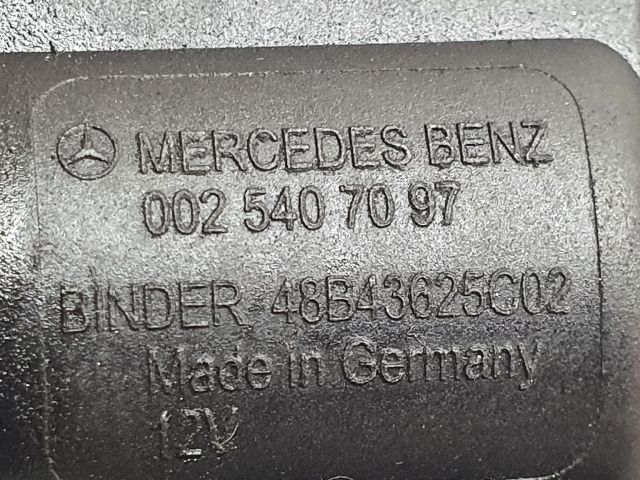 MERCEDES BENZ
002 540 70 97
BINDER 48B43625C02
Made in Germany
12V